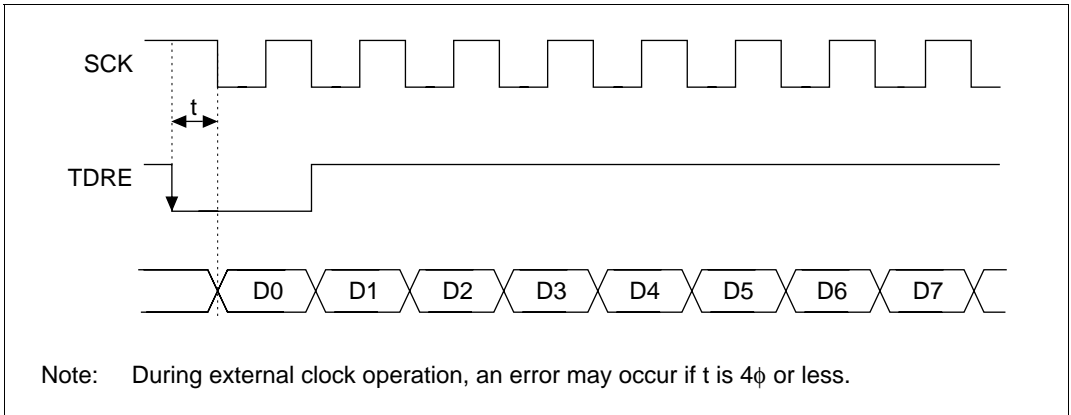 SCK
t
TDRE
D0 D1 D2 D3 D4 D5 D6 D7
Note: During external clock operation, an error may occur if t is 4ϕ or less.